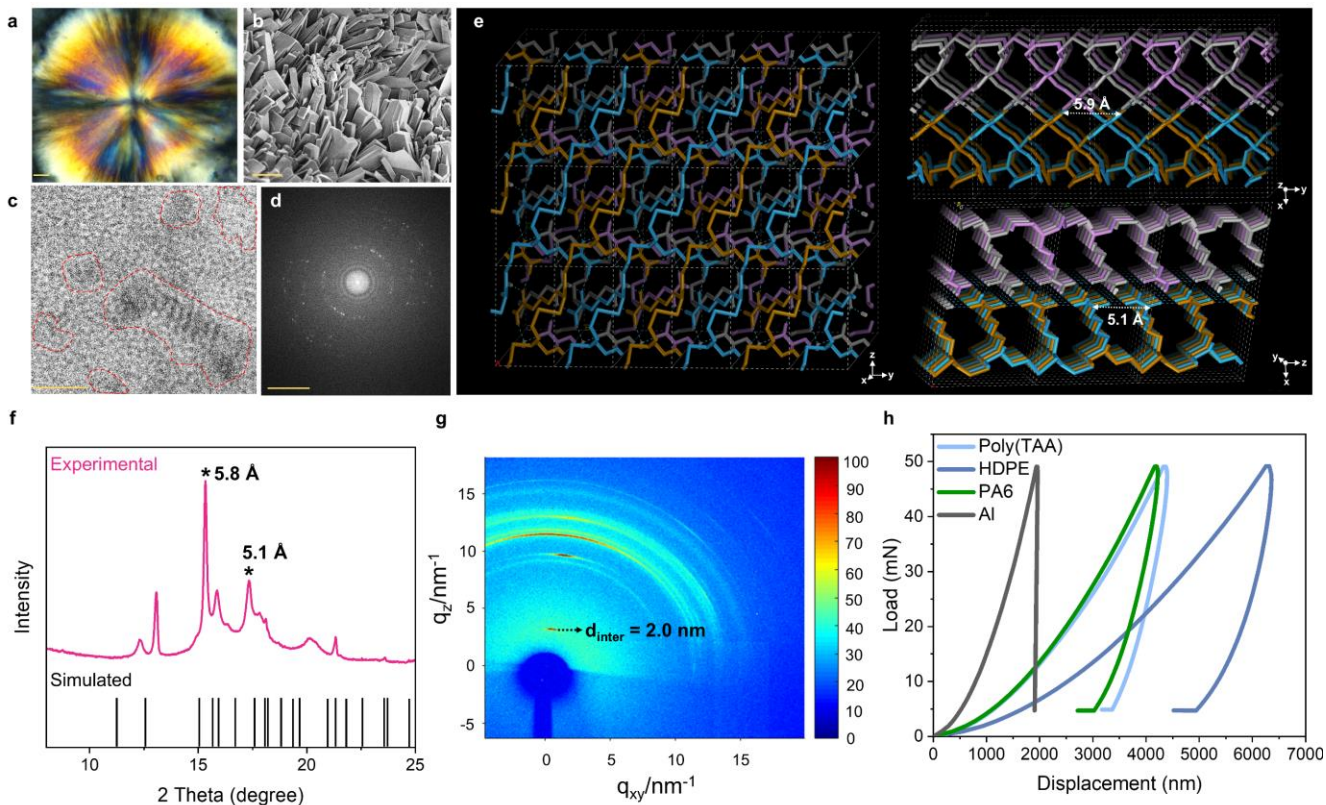 a
b
c
d
e
5.9 Å
z
y
x
5.1 Å
y
z
x
z
x
y
f
Experimental
* 5.8 Å
5.1 Å
*
Simulated
Intensity
10
15
20
25
2 Theta (degree)
g
15
10
5
0
-5
d_inter = 2.0 nm
q_z/nm⁻¹
0
5
10
15
q_xy/nm⁻¹
100
90
80
70
60
50
40
30
20
10
0
h
Poly(TAA)
HDPE
PA6
Al
50
40
30
20
10
0
Load (mN)
0 1000 2000 3000 4000 5000 6000 7000
Displacement (nm)